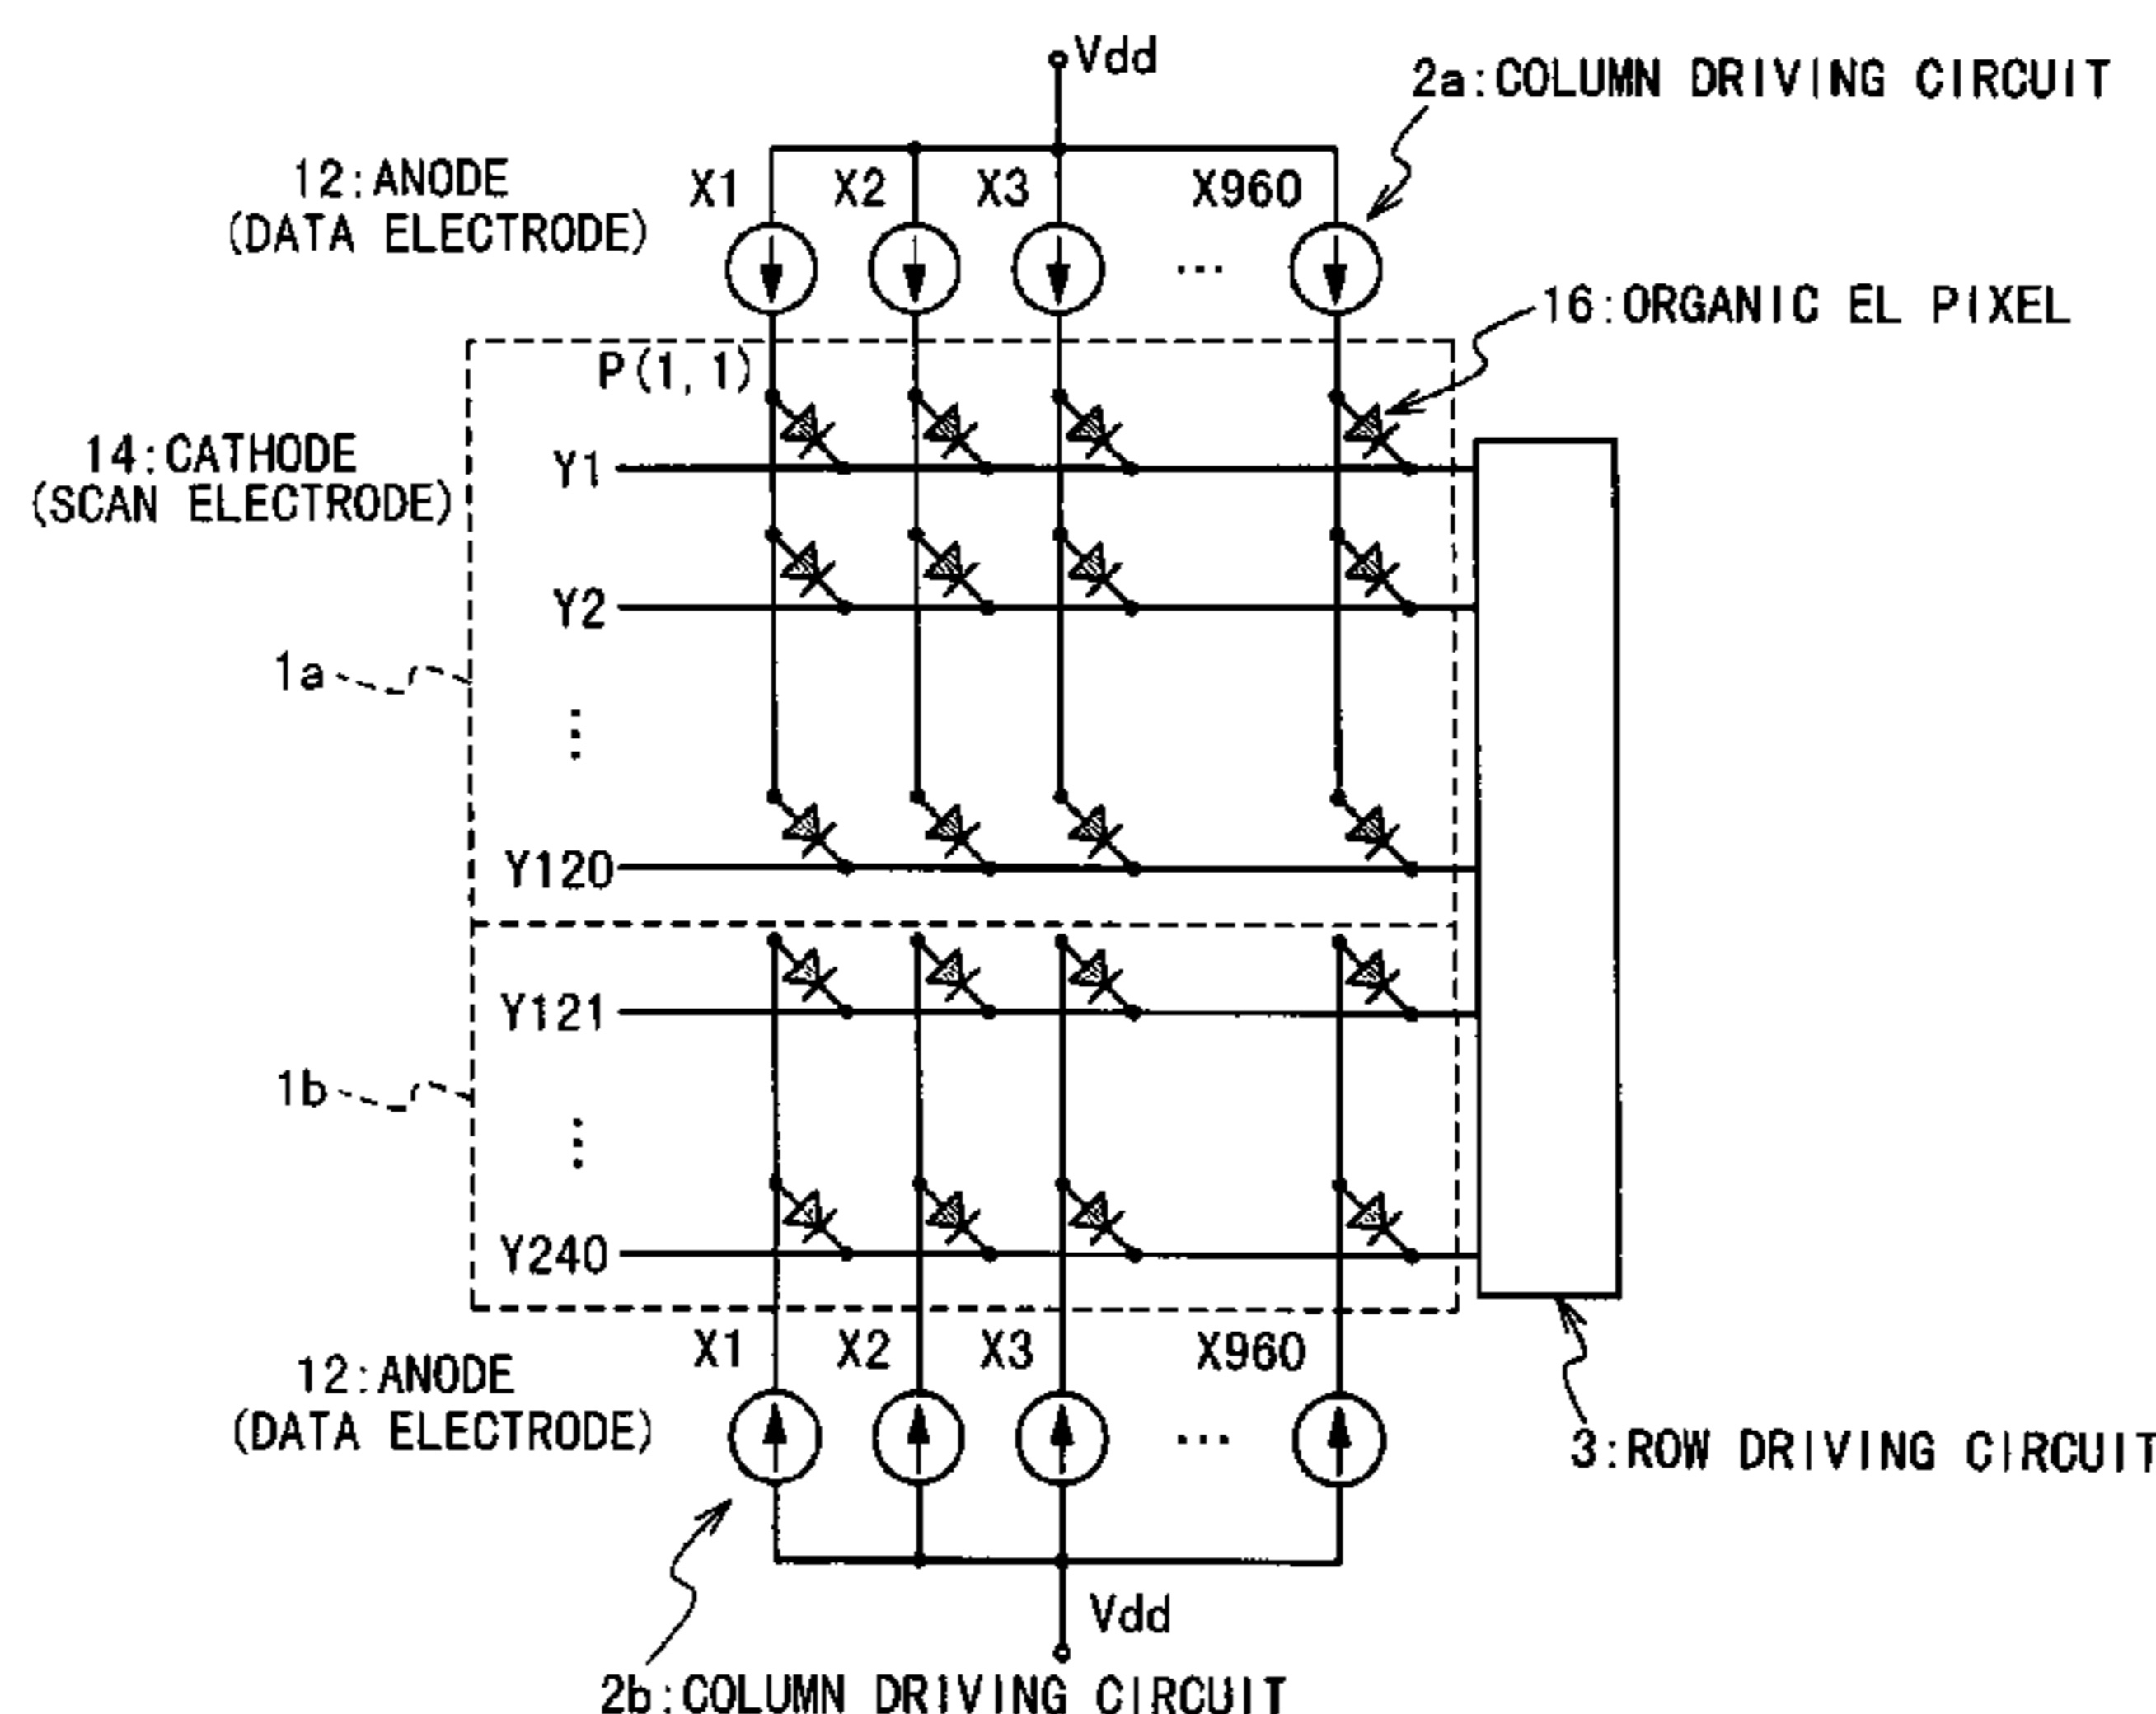 Vdd
2a:COLUMN DRIVING CIRCUIT
12:ANODE
(DATA ELECTRODE)
X1 X2 X3 X960
...
16:ORGANIC EL PIXEL
P(1,1)
14:CATHODE
(SCAN ELECTRODE)
Y1
Y2
1a
...
Y120
Y121
1b
...
Y240
X1 X2 X3 X960
12:ANODE
(DATA ELECTRODE)
...
3:ROW DRIVING CIRCUIT
Vdd
2b:COLUMN DRIVING CIRCUIT